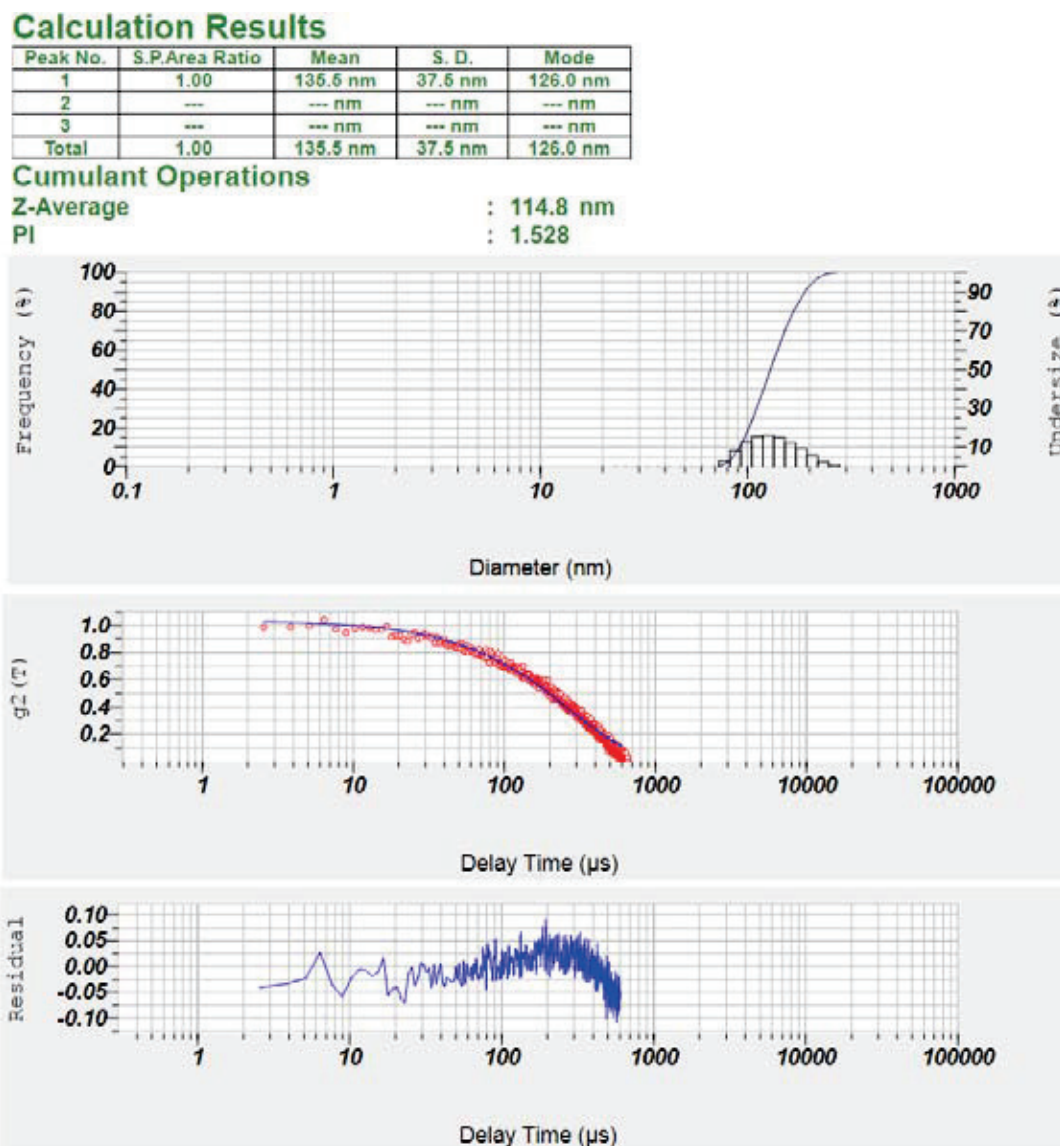 Calculation Results
Peak No. S.P.Area Ratio Mean S. D. Mode
1 1.00 135.5 nm 37.5 nm 126.0 nm
2 --- --- nm --- nm --- nm
3 --- --- nm --- nm --- nm
Total 1.00 135.5 nm 37.5 nm 126.0 nm
Cumulant Operations
Z-Average : 114.8 nm
PI : 1.528
Frequency (%)
100
80
60
40
20
0
90
70
50
30
10
Undersize (%)
0.1 1 10 100 1000
Diameter (nm)
g2(T)
1.0
0.8
0.6
0.4
0.2
1 10 100 1000 10000 100000
Delay Time (µs)
Residual
0.10
0.05
0.00
-0.05
-0.10
1 10 100 1000 10000 100000
Delay Time (µs)